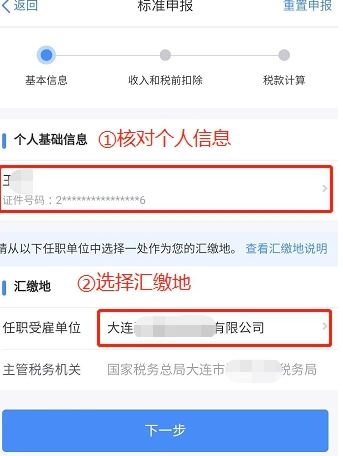 返回 标准申报 重置申报
基本信息 收入和税前扣除 税款计算
个人基础信息 ①核对个人信息
王
证件号码：2****************6
请从以下任职单位中选择一处作为您的汇缴地。 查看汇缴地说明
汇缴地 ②选择汇缴地
任职受雇单位 大连 有限公司
主管税务机关 国家税务总局大连市 税务局
下一步